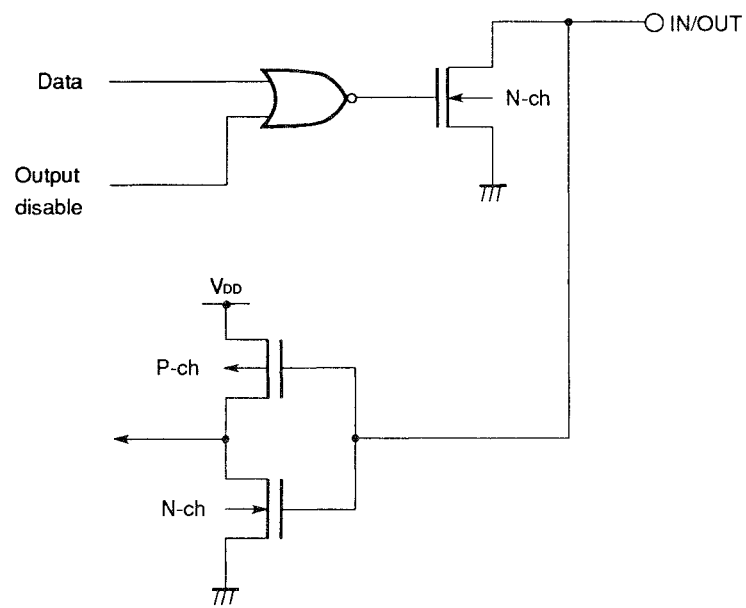 IN/OUT
Data
N-ch
Output
disable
VDD
P-ch
N-ch